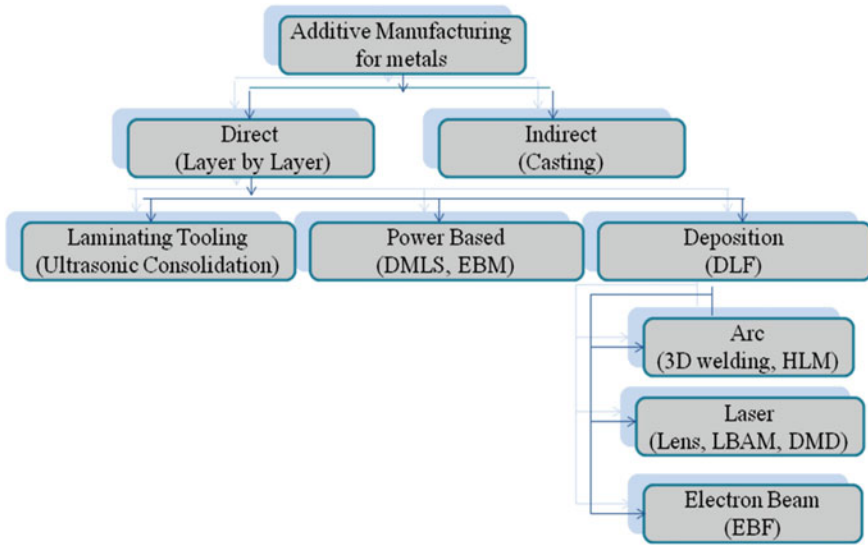 Additive Manufacturing
for metals
Direct
(Layer by Layer)
Indirect
(Casting)
Laminating Tooling
(Ultrasonic Consolidation)
Power Based
(DMLS, EBM)
Deposition
(DLF)
Arc
(3D welding, HLM)
Laser
(Lens, LBAM, DMD)
Electron Beam
(EBF)